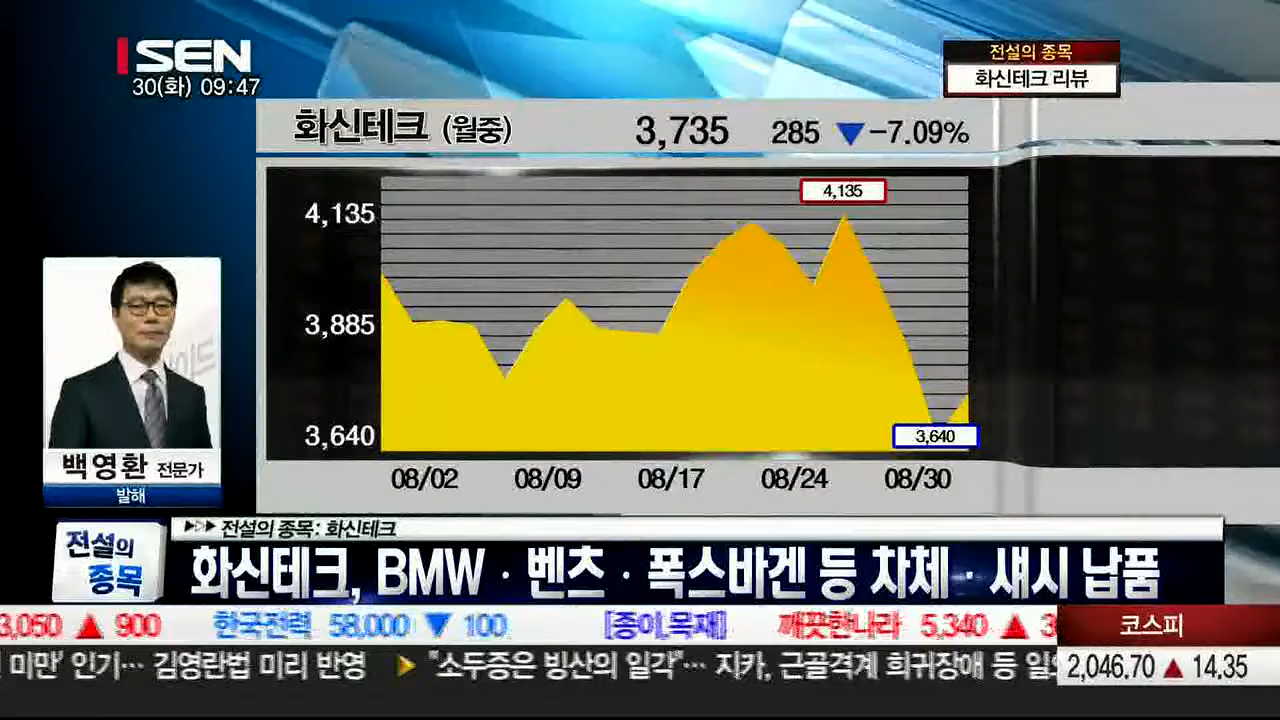 SEN
30(화) 09:47
전설의 종목
화신테크 리뷰
화신테크 (월중) 3,735 285 ▼ -7.09%
4,135
4,135
3,885
3,640
3,640
08/02 08/09 08/17 08/24 08/30
백영환 전문가
발해
전설의 종목
▶▷▶ 전설의 종목: 화신테크
화신테크, BMW · 벤츠 · 폭스바겐 등 차체 · 섀시 납품
3,050 ▲ 900 한국전력 58,000 ▼ 100 [종이,목재] 깨끗한나라 5,340 ▲ 3
코스피
미만' 인기… 김영란법 미리 반영 ▶ "소두증은 빙산의 일각"… 지카, 근골격계 희귀장애 등
2,046.70 ▲ 14.35